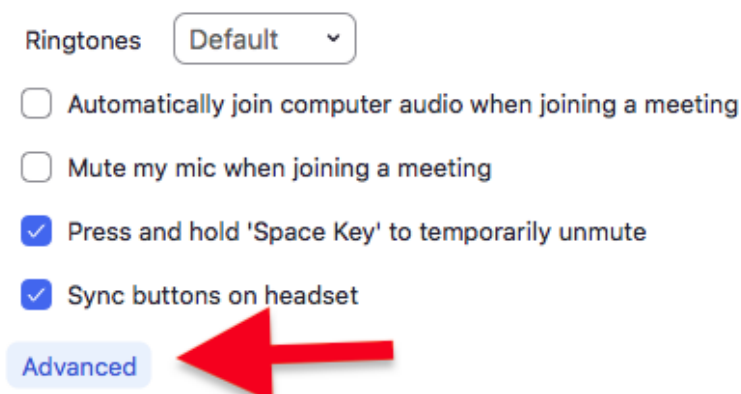 Ringtones Default
Automatically join computer audio when joining a meeting
Mute my mic when joining a meeting
Press and hold 'Space Key' to temporarily unmute
Sync buttons on headset
Advanced